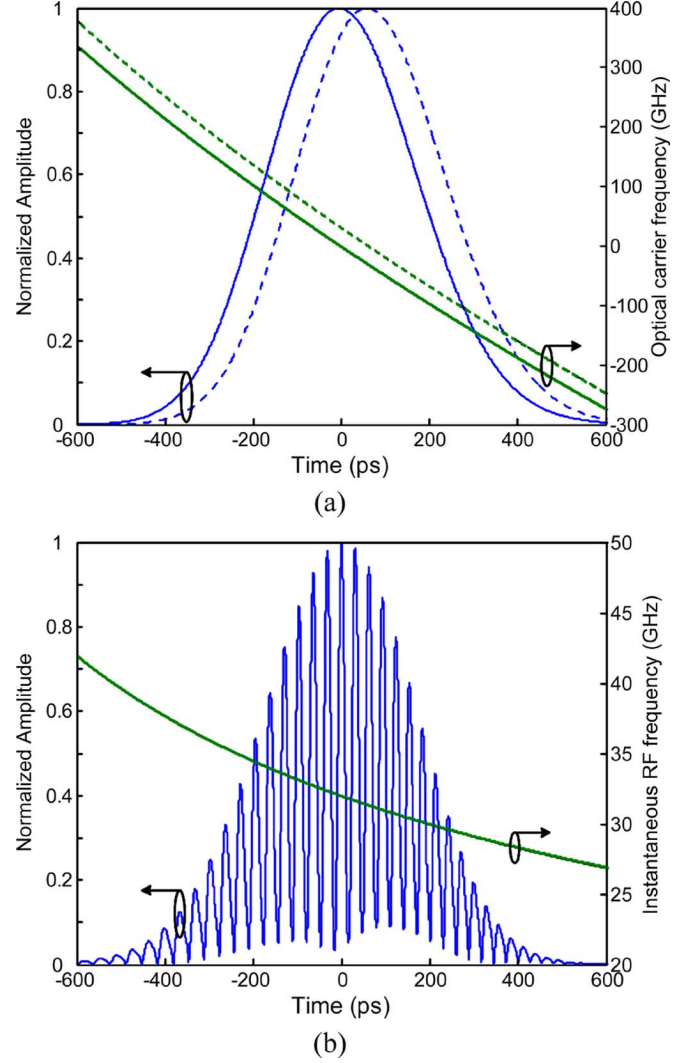 1 400
0.8 300
200
0.6 100
0.4 0
-100
0.2 -200
0 -300
-600 -400 -200 0 200 400 600
Normalized Amplitude
Optical carrier frequency (GHz)
Time (ps)
(a)
1 50
0.8 45
40
0.6
35
0.4 30
0.2 25
0 20
-600 -400 -200 0 200 400 600
Normalized Amplitude
Instantaneous RF frequency (GHz)
Time (ps)
(b)